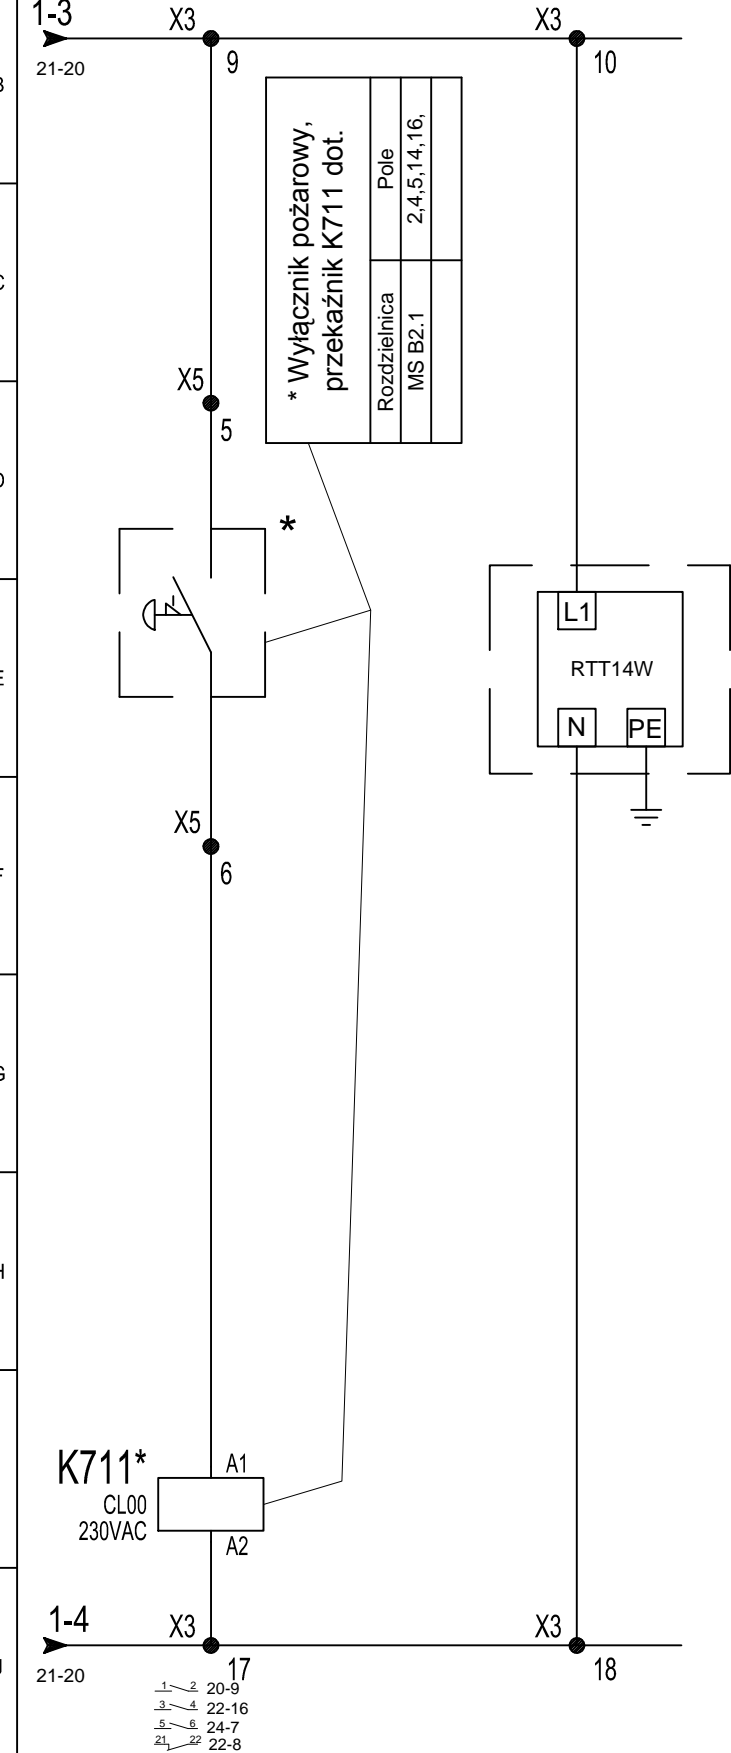 1-3
X3
X3
21-20
9
10
B
* Wyłącznik pożarowy,
przekaźnik K711 dot.
Rozdzielnica Pole
MS B2.1 2,4,5,14,16,
C
X5
5
D
*
L1
RTT14W
E
N PE
X5
6
F
G
H
K711*
A1
CL00
230VAC
A2
1-4
X3
X3
J
21-20
17
18
1 2 20-9
3 4 22-16
5 6 24-7
21 22 22-8